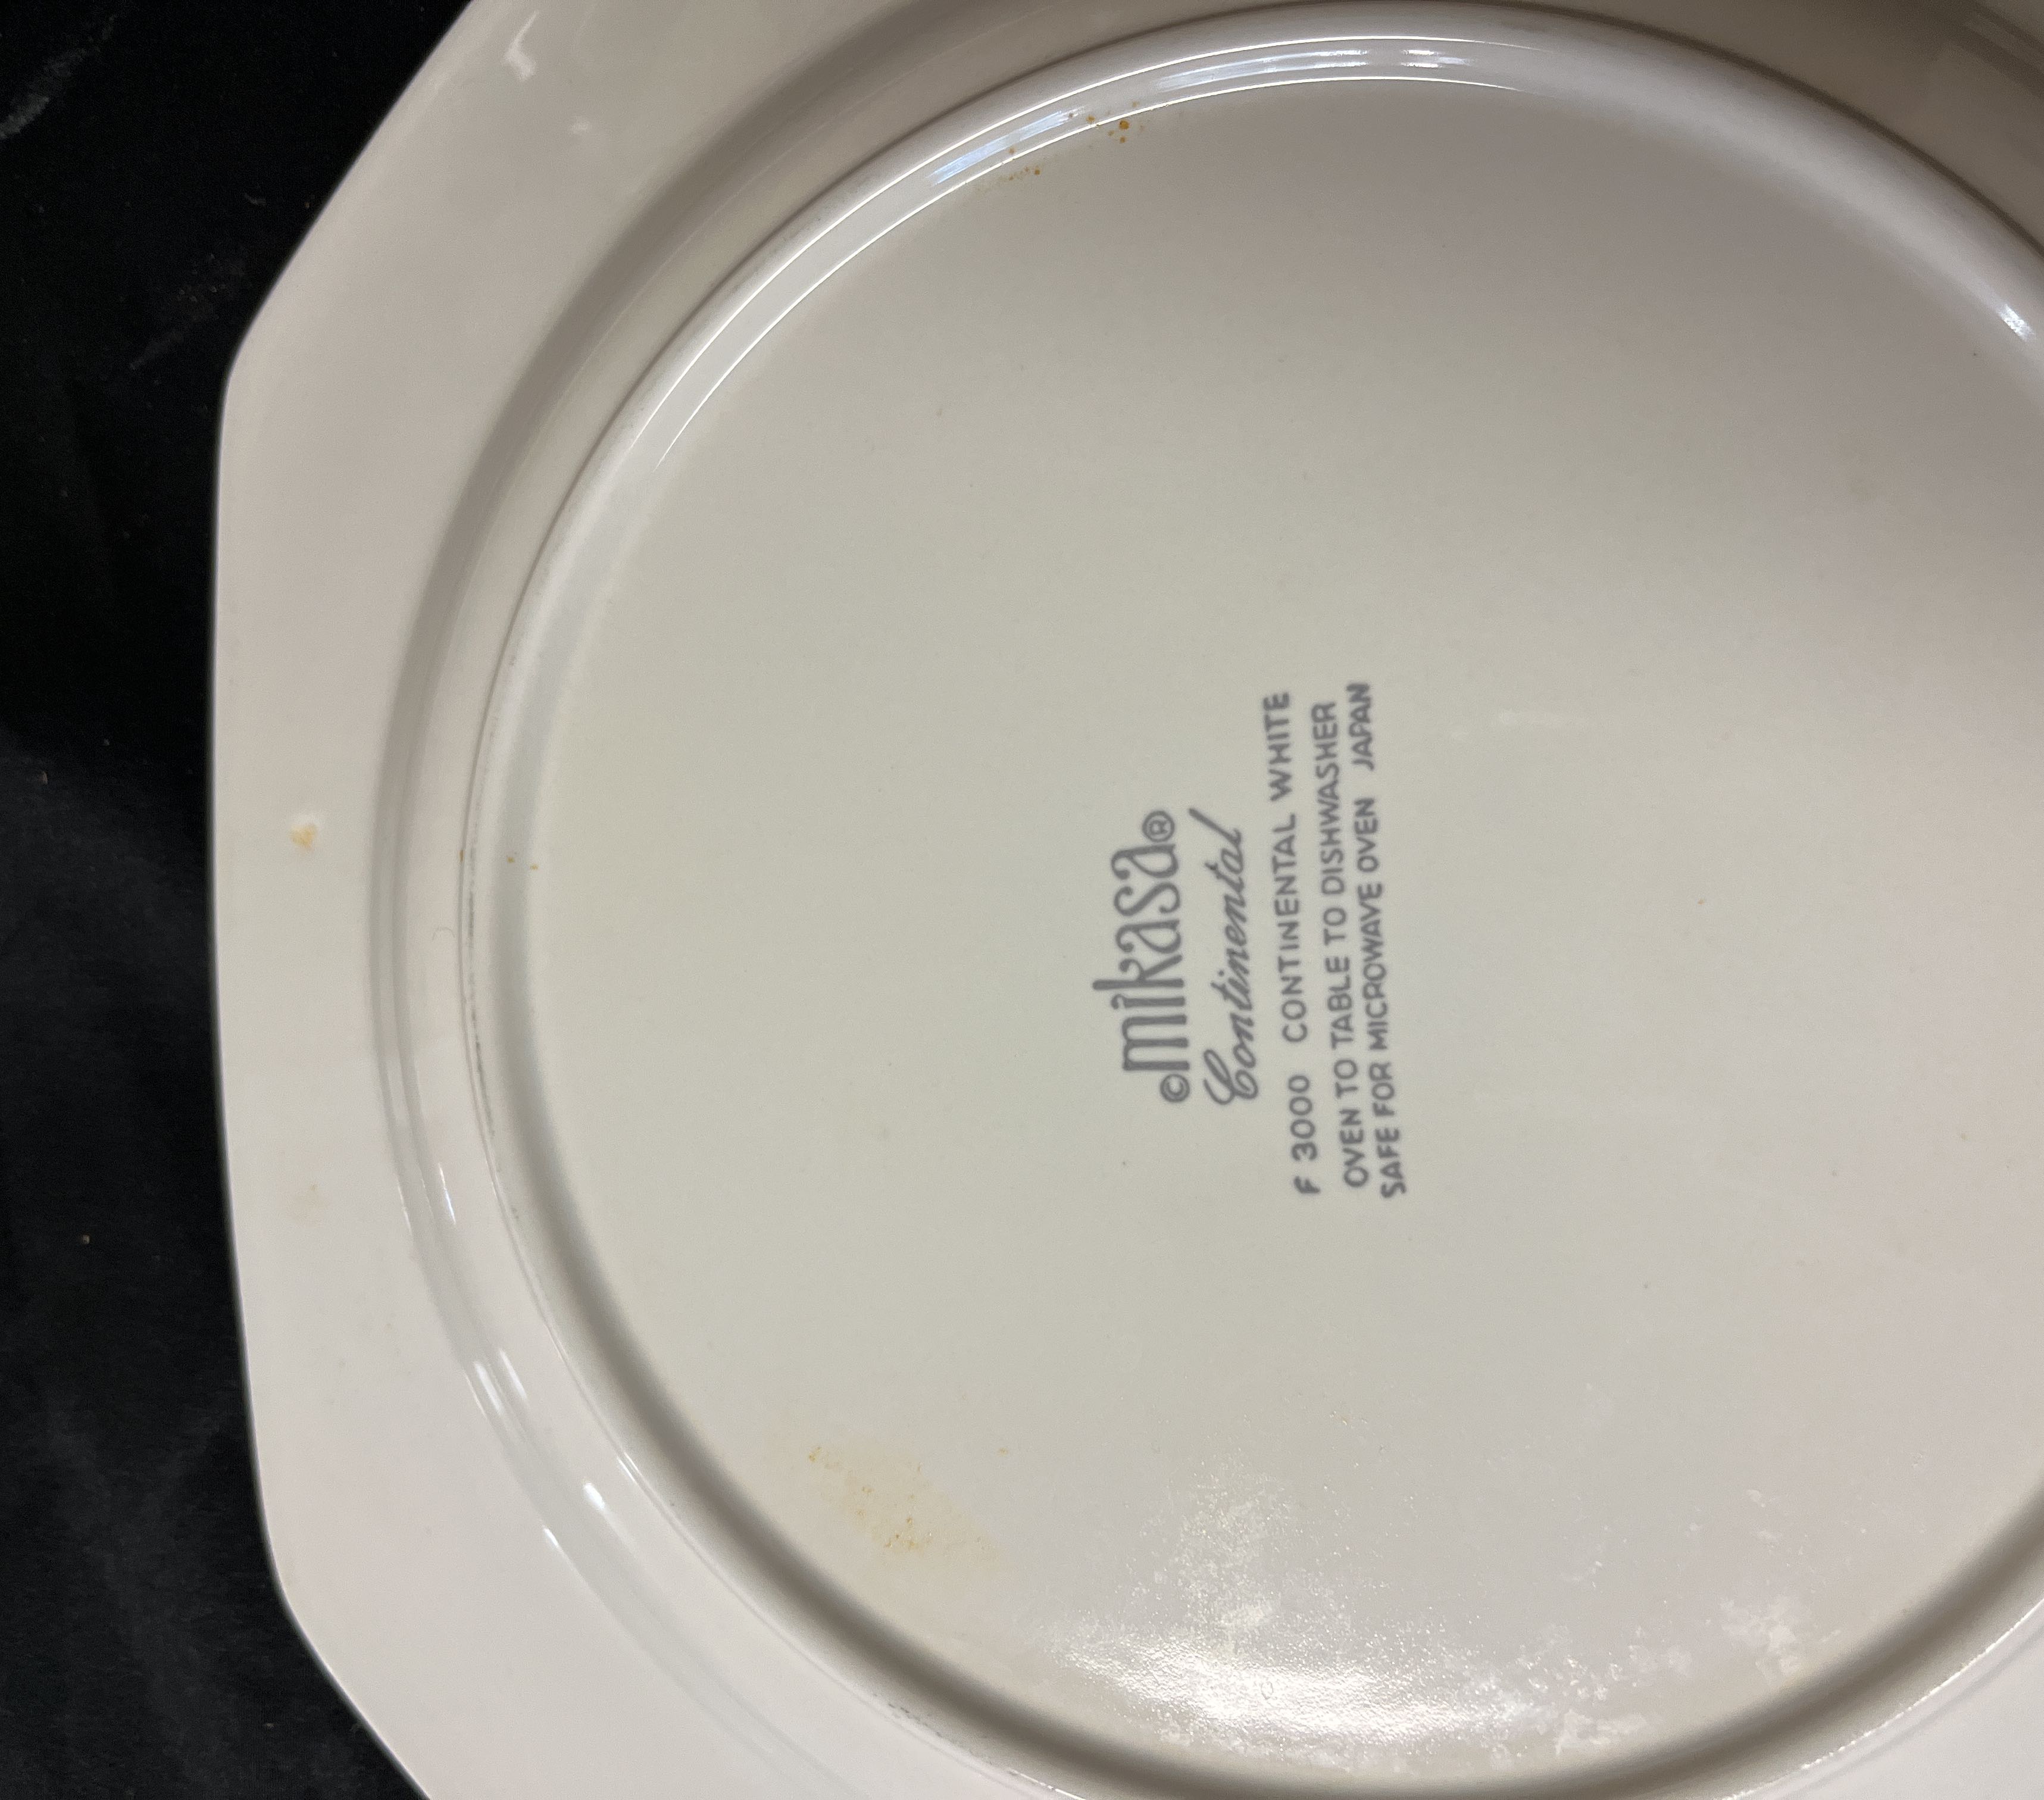 ©mikasa®
Continental
F 3000 CONTINENTAL WHITE
OVEN TO TABLE TO DISHWASHER
SAFE FOR MICROWAVE OVEN JAPAN